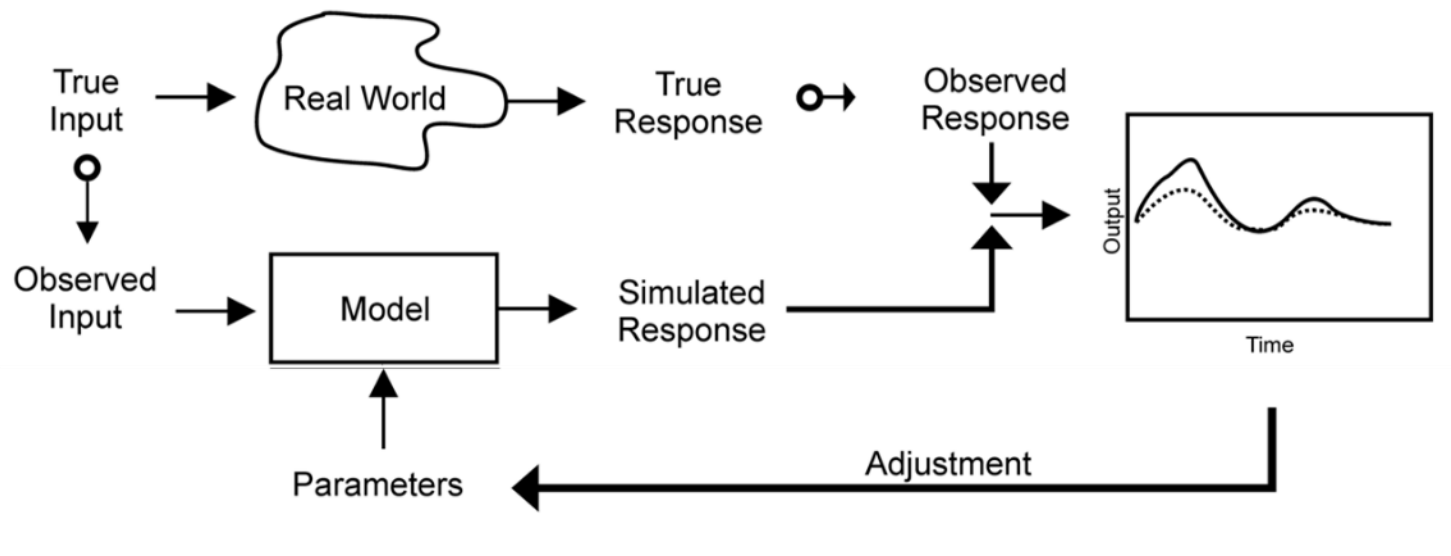 True
Input
Real World
True
Response
Observed
Response
Observed
Input
Model
Simulated
Response
Output
Time
Parameters
Adjustment